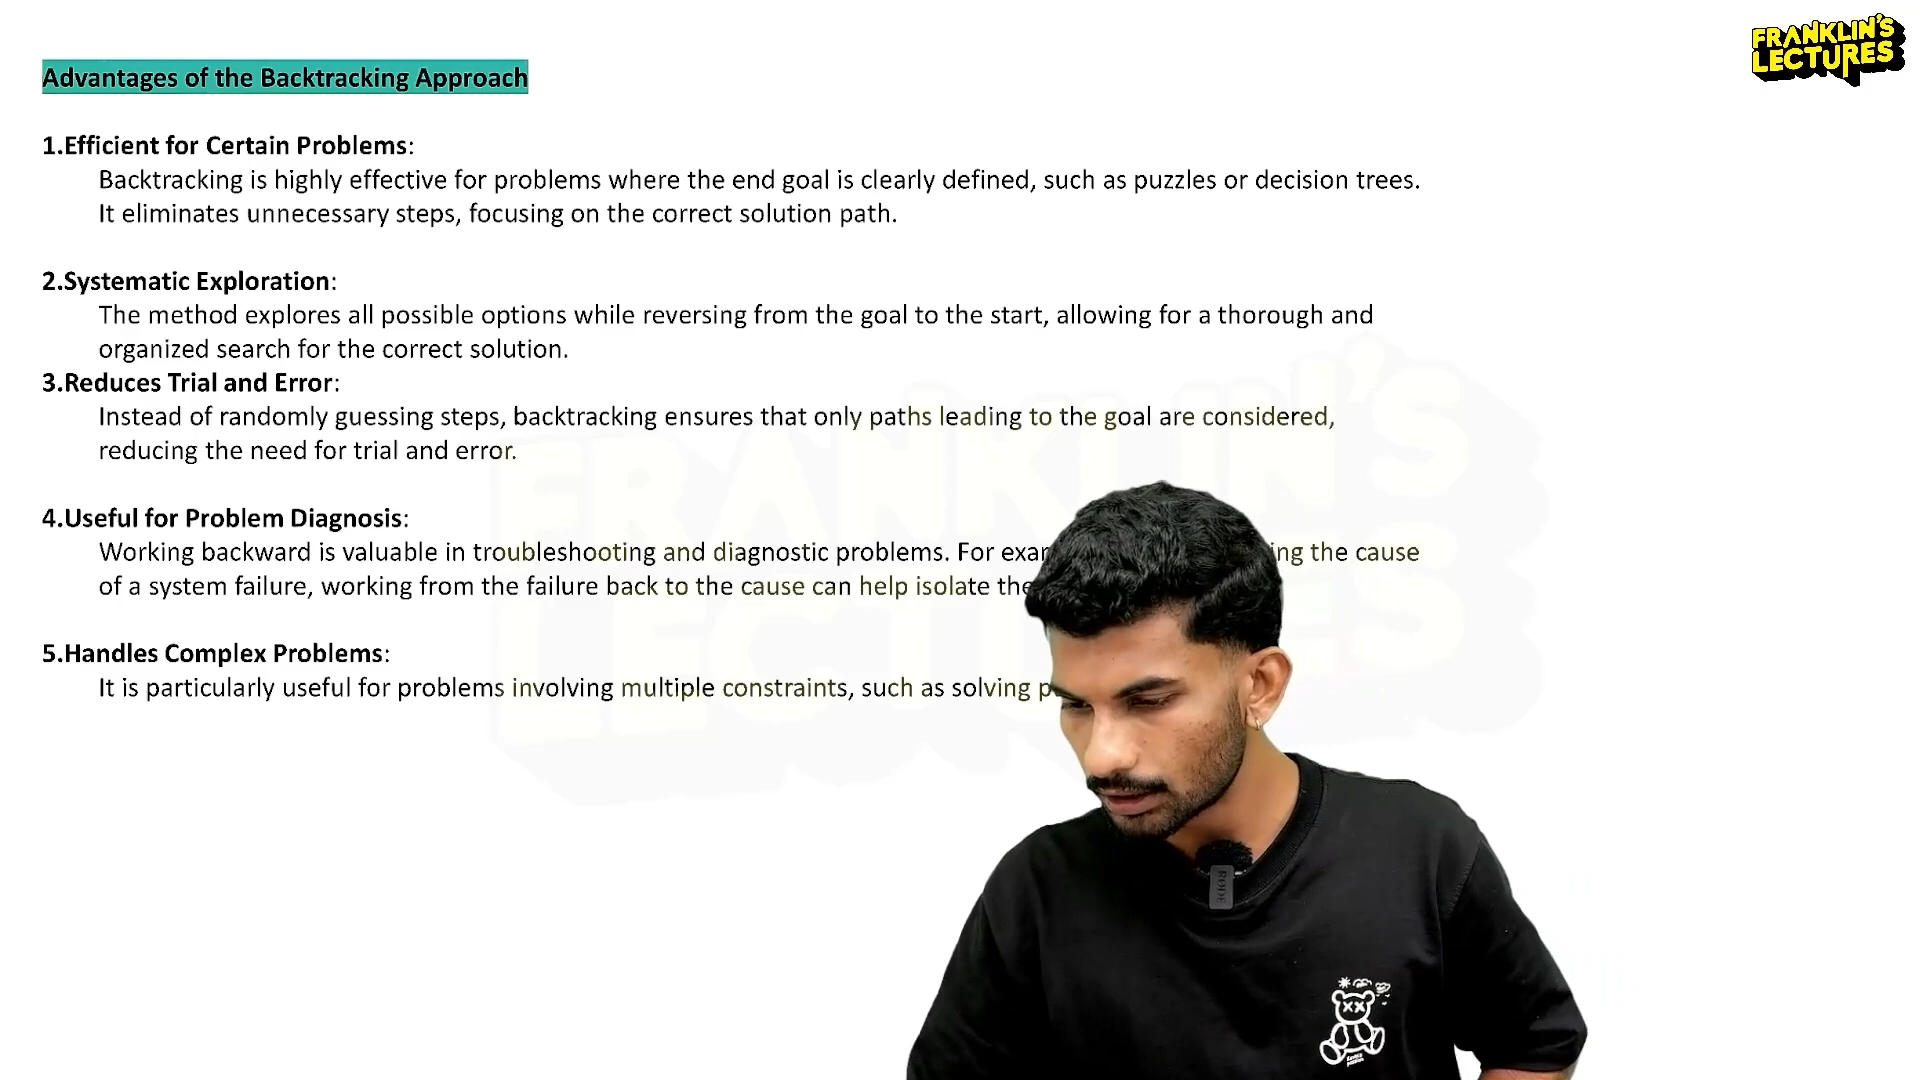 FRANKLIN'S
LECTURES
Advantages of the Backtracking Approach
1.Efficient for Certain Problems:
Backtracking is highly effective for problems where the end goal is clearly defined, such as puzzles or decision trees.
It eliminates unnecessary steps, focusing on the correct solution path.
2.Systematic Exploration:
The method explores all possible options while reversing from the goal to the start, allowing for a thorough and
organized search for the correct solution.
3.Reduces Trial and Error:
Instead of randomly guessing steps, backtracking ensures that only paths leading to the goal are considered,
reducing the need for trial and error.
4.Useful for Problem Diagnosis:
Working backward is valuable in troubleshooting and diagnostic problems. For the cause
of a system failure, working from the failure back to the cause can help isolate
5.Handles Complex Problems:
It is particularly useful for problems involving multiple constraints, such as solving
FRANKLIN'S
LECTURES
RODE